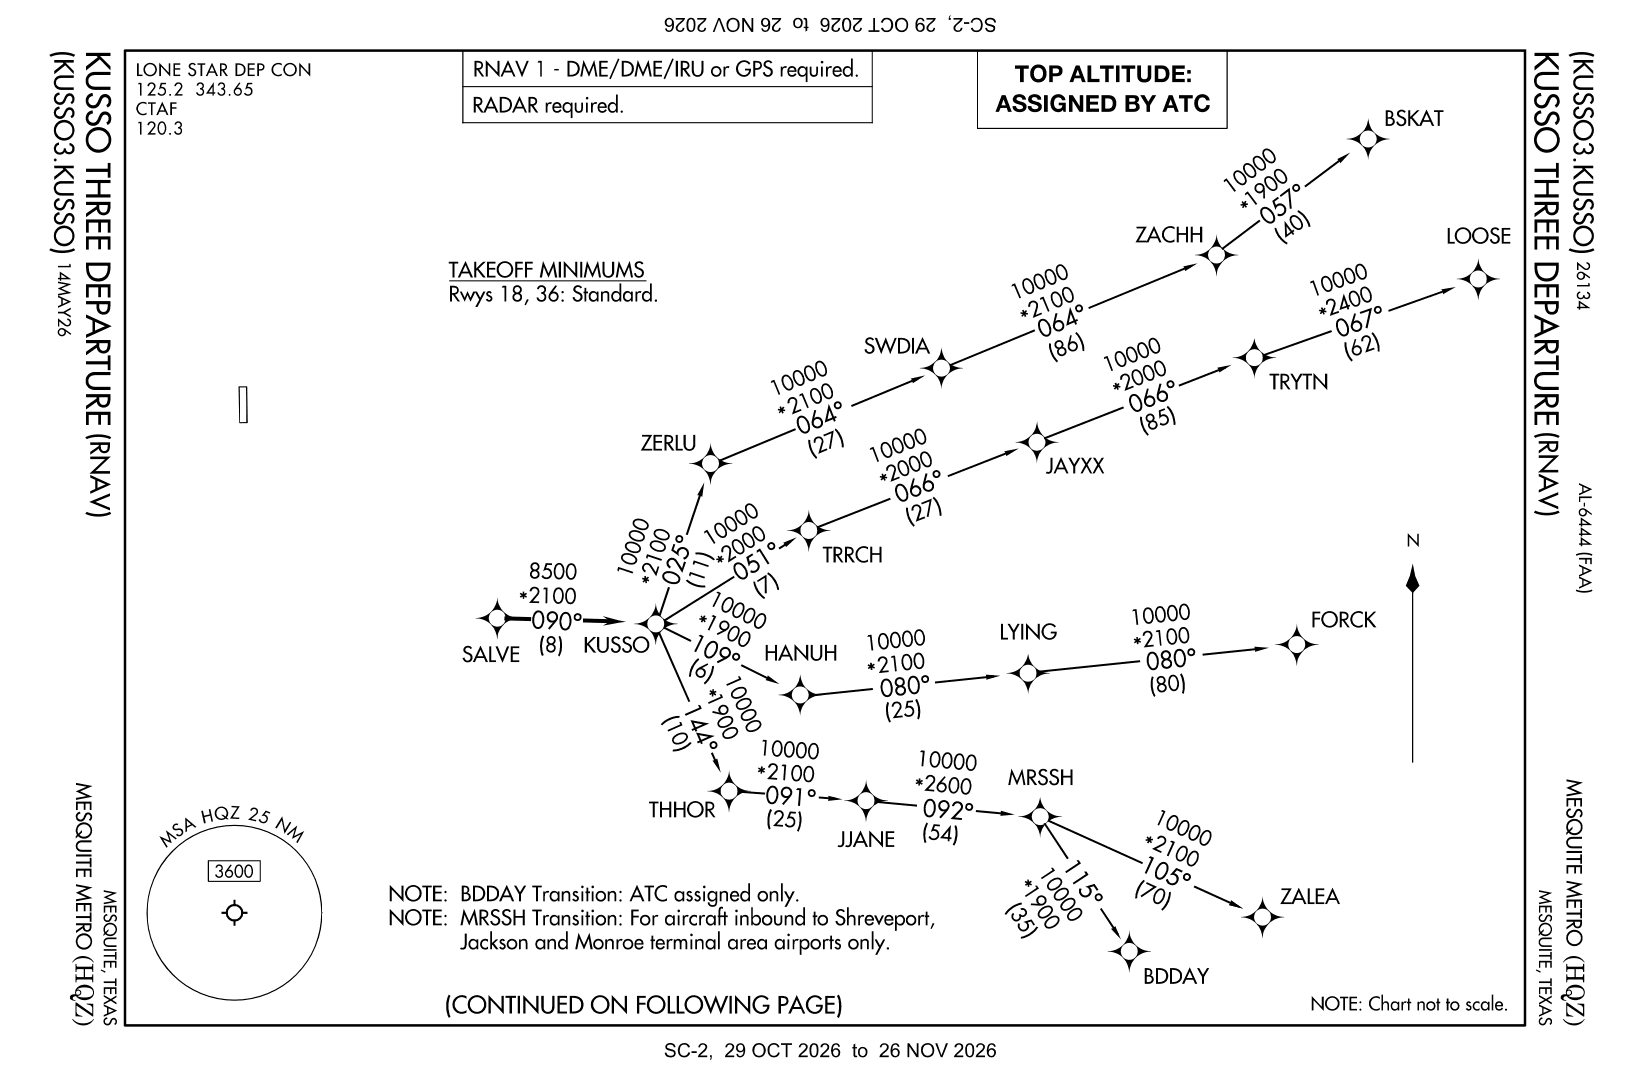 SC-2, 29 OCT 2026 to 26 NOV 2026
KUSSO THREE DEPARTURE (RNAV)
(KUSSO3.KUSSO) 14MAY26
MESQUITE METRO (HQZ)
MESQUITE, TEXAS
(KUSSO3.KUSSO) 26134
KUSSO THREE DEPARTURE (RNAV)
AL-6444 (FAA)
MESQUITE METRO (HQZ)
MESQUITE, TEXAS
LONE STAR DEP CON
125.2 343.65
CTAF
120.3
RNAV 1 - DME/DME/IRU or GPS required.
RADAR required.
TOP ALTITUDE:
ASSIGNED BY ATC
TAKEOFF MINIMUMS
Rwys 18, 36: Standard.
BSKAT
10000
*1900
057°
(40)
ZACHH
LOOSE
10000
*2100
064°
(86)
10000
*2400
067°
(62)
SWDIA
TRYTN
10000
*2100
064°
(27)
10000
*2000
066°
(85)
ZERLU
JAYXX
10000
*2000
066°
(27)
10000
*2100
025°
(11)
10000
*2000
051°
(7)
TRRCH
N
8500
*2100
090°
(8)
SALVE
KUSSO
10000
*1900
109°
(6)
HANUH
10000
*2100
080°
(25)
LYING
10000
*2100
080°
(80)
FORCK
10000
*1900
144°
(10)
THHOR
10000
*2100
091°
(25)
JJANE
10000
*2600
092°
(54)
MRSSH
10000
*2100
105°
(70)
ZALEA
115°
10000
*1900
(35)
BDDAY
MSA HQZ 25 NM
3600
NOTE: BDDAY Transition: ATC assigned only.
NOTE: MRSSH Transition: For aircraft inbound to Shreveport,
Jackson and Monroe terminal area airports only.
(CONTINUED ON FOLLOWING PAGE)
NOTE: Chart not to scale.
SC-2, 29 OCT 2026 to 26 NOV 2026